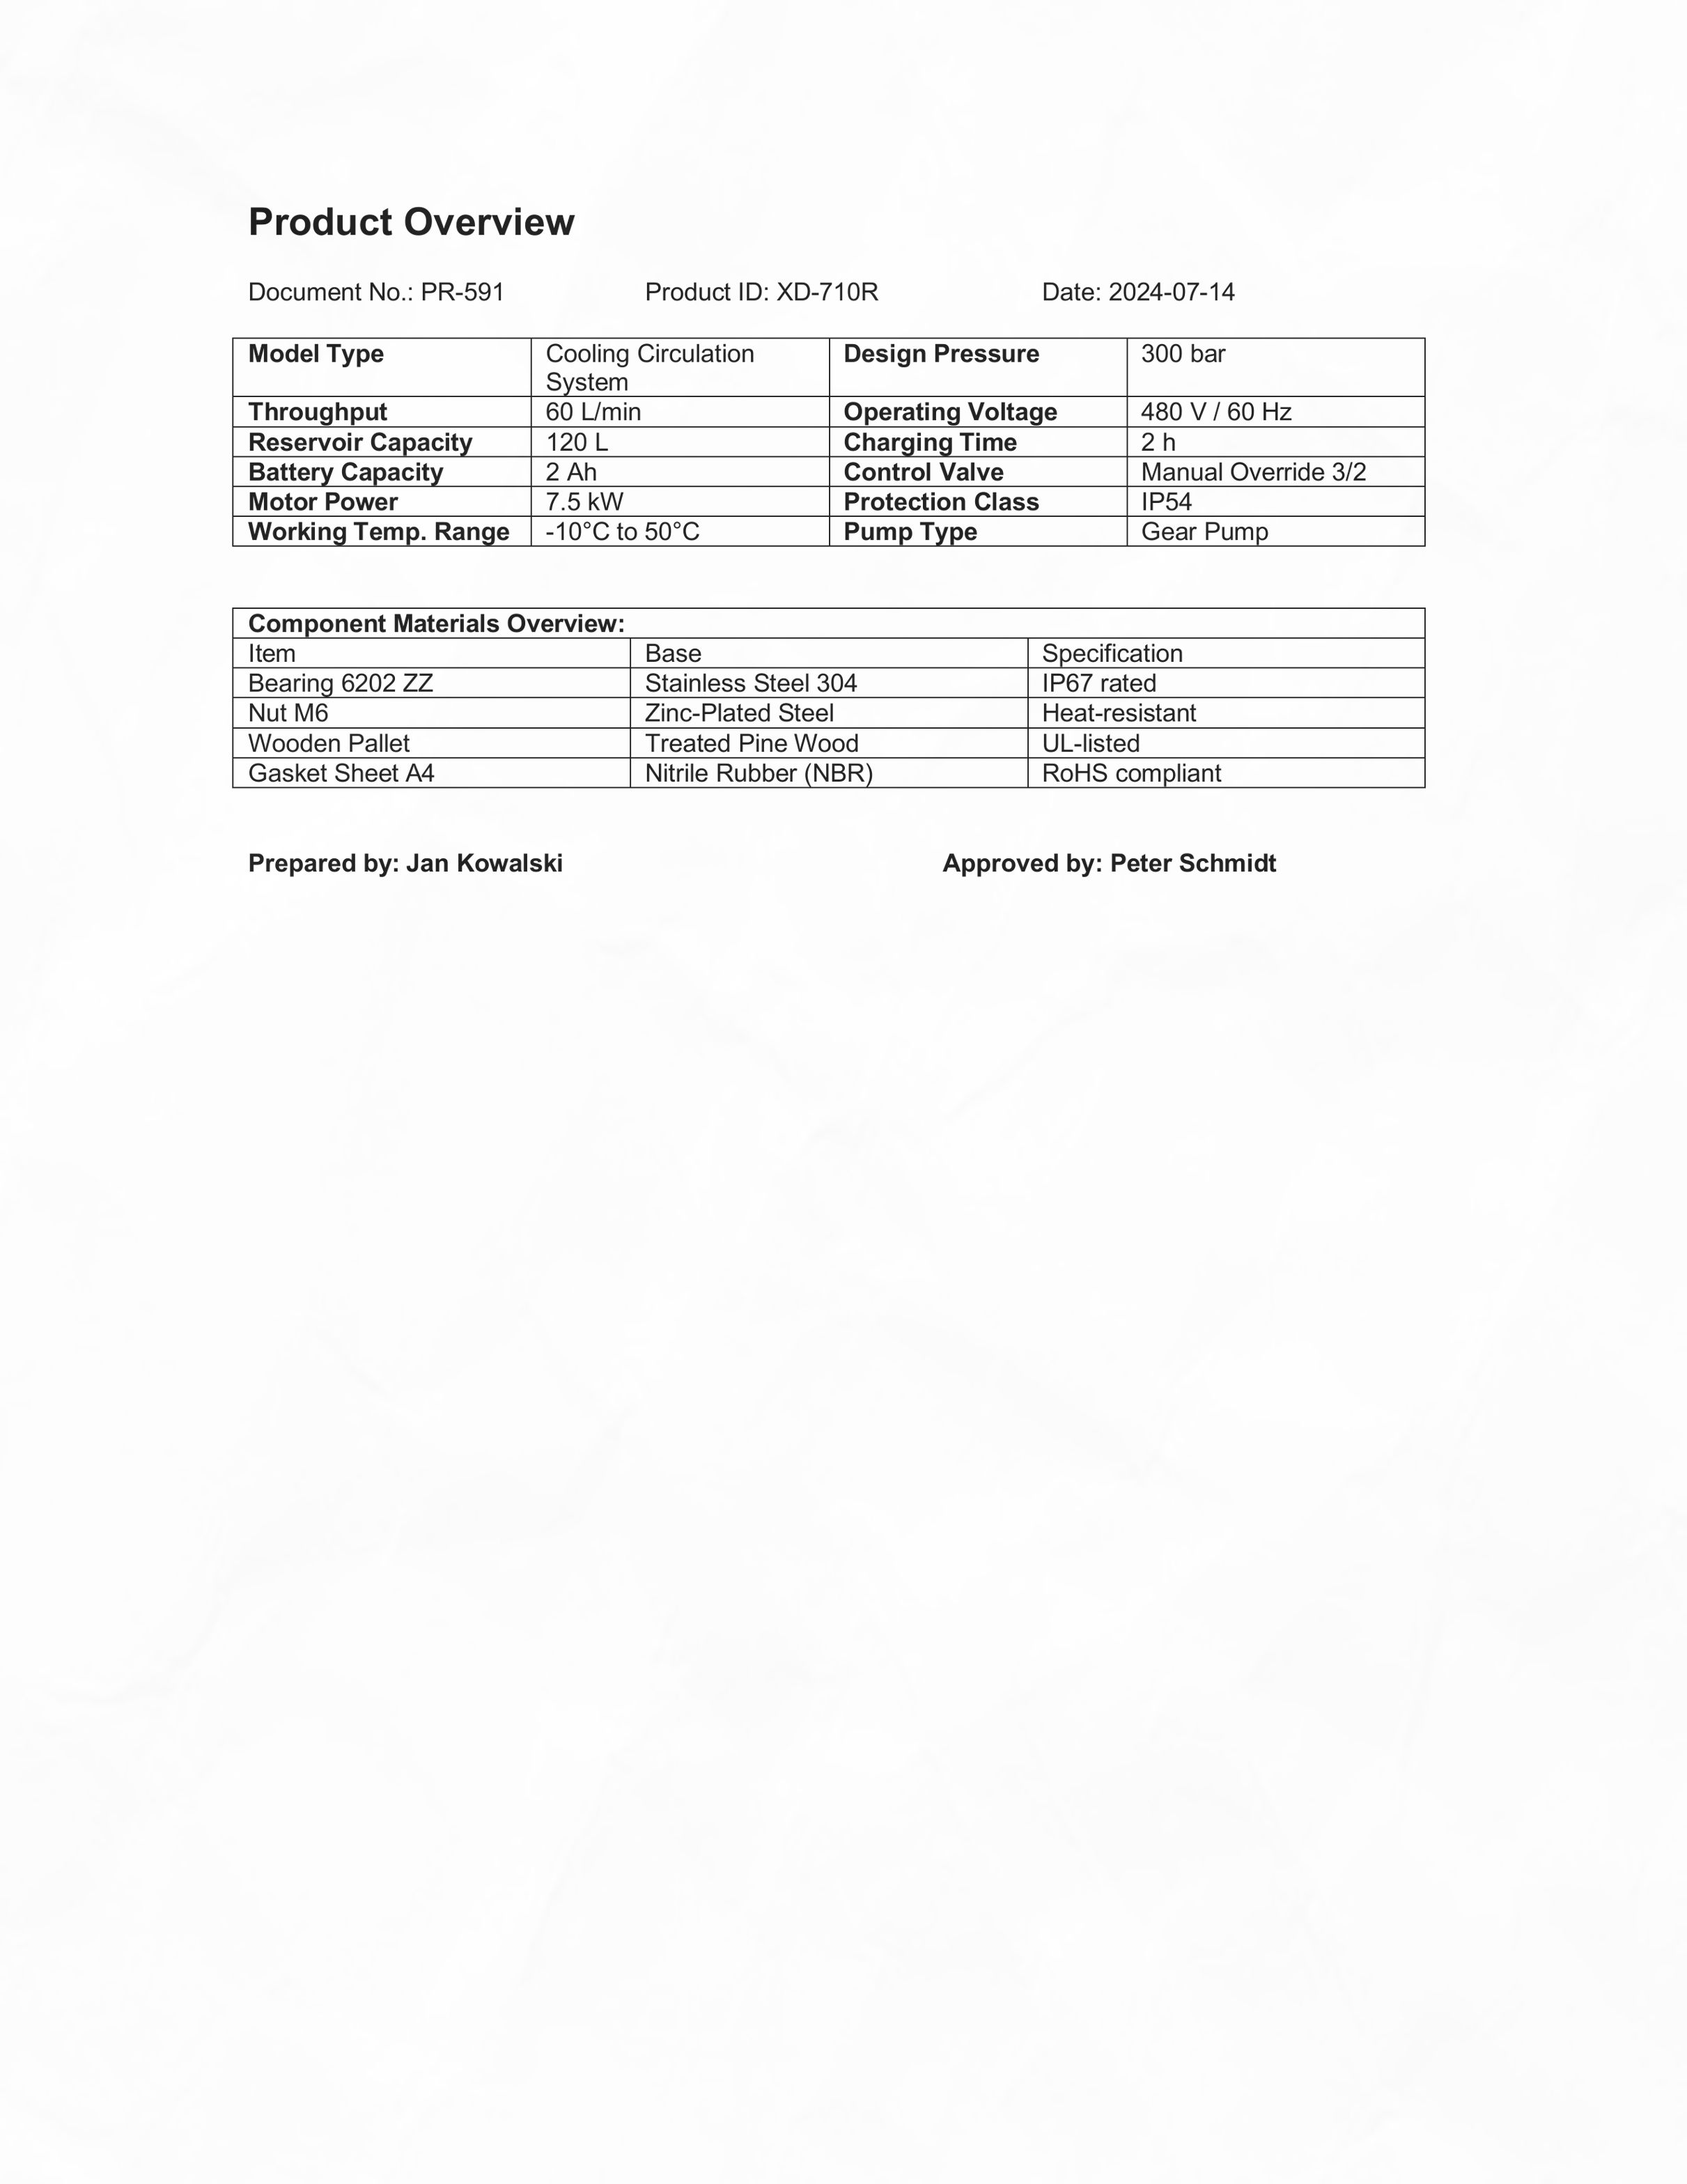 Product Overview
Document No.: PR-591 Product ID: XD-710R Date: 2024-07-14
Model Type Cooling Circulation System Design Pressure 300 bar
Throughput 60 L/min Operating Voltage 480 V / 60 Hz
Reservoir Capacity 120 L Charging Time 2 h
Battery Capacity 2 Ah Control Valve Manual Override 3/2
Motor Power 7.5 kW Protection Class IP54
Working Temp. Range -10°C to 50°C Pump Type Gear Pump
Component Materials Overview:
Item Base Specification
Bearing 6202 ZZ Stainless Steel 304 IP67 rated
Nut M6 Zinc-Plated Steel Heat-resistant
Wooden Pallet Treated Pine Wood UL-listed
Gasket Sheet A4 Nitrile Rubber (NBR) RoHS compliant
Prepared by: Jan Kowalski Approved by: Peter Schmidt